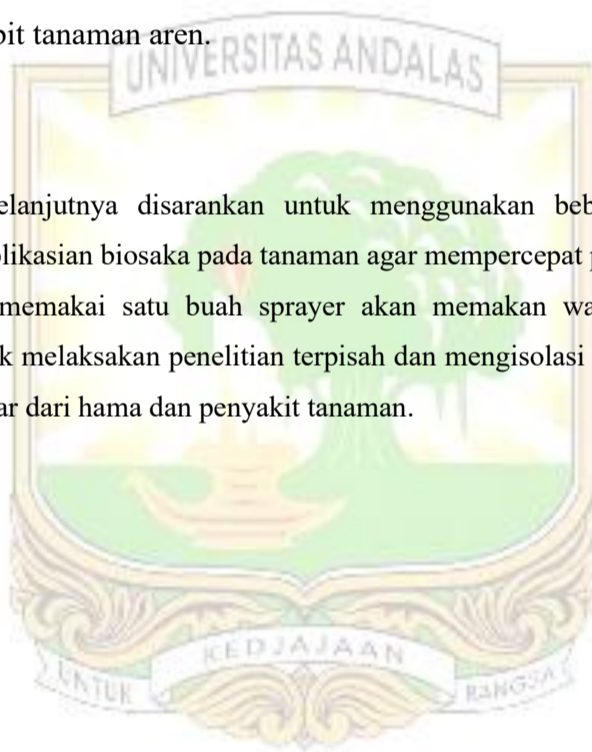 bit tanaman aren.
UNIVERSITAS ANDALAS
elanjutnya disarankan untuk menggunakan beb
likasian biosaka pada tanaman agar mempercepat p
memakai satu buah sprayer akan memakan wa
k melaksakan penelitian terpisah dan mengisolasi
ar dari hama dan penyakit tanaman.
KEDJAJAAN
UNTUK
BANGSA